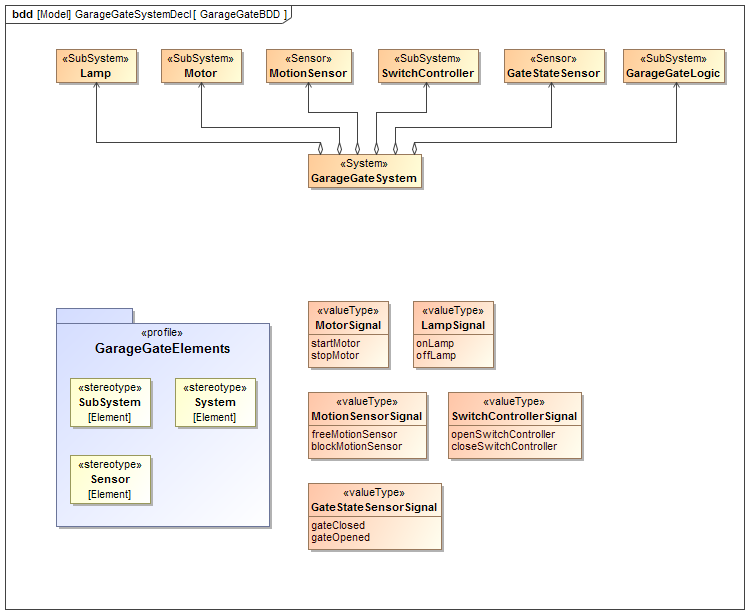 bdd [Model] GarageGateSystemDecl[ GarageGateBDD ]
«SubSystem»
Lamp
«SubSystem»
Motor
«Sensor»
MotionSensor
«SubSystem»
SwitchController
«Sensor»
GateStateSensor
«SubSystem»
GarageGateLogic
«System»
GarageGateSystem
«profile»
GarageGateElements
«stereotype»
SubSystem
[Element]
«stereotype»
System
[Element]
«stereotype»
Sensor
[Element]
«valueType»
MotorSignal
startMotor
stopMotor
«valueType»
LampSignal
onLamp
offLamp
«valueType»
MotionSensorSignal
freeMotionSensor
blockMotionSensor
«valueType»
SwitchControllerSignal
openSwitchController
closeSwitchController
«valueType»
GateStateSensorSignal
gateClosed
gateOpened